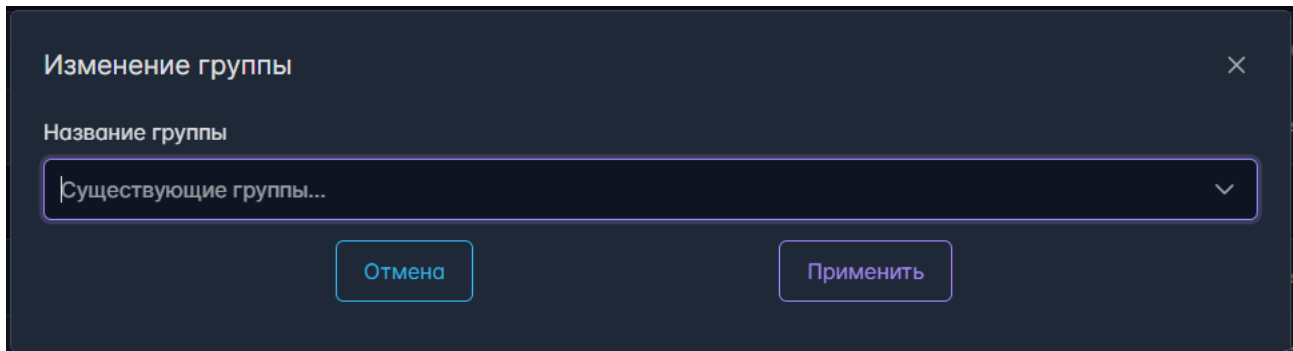 Изменение группы
Название группы
Существующие группы...
Отмена Применить